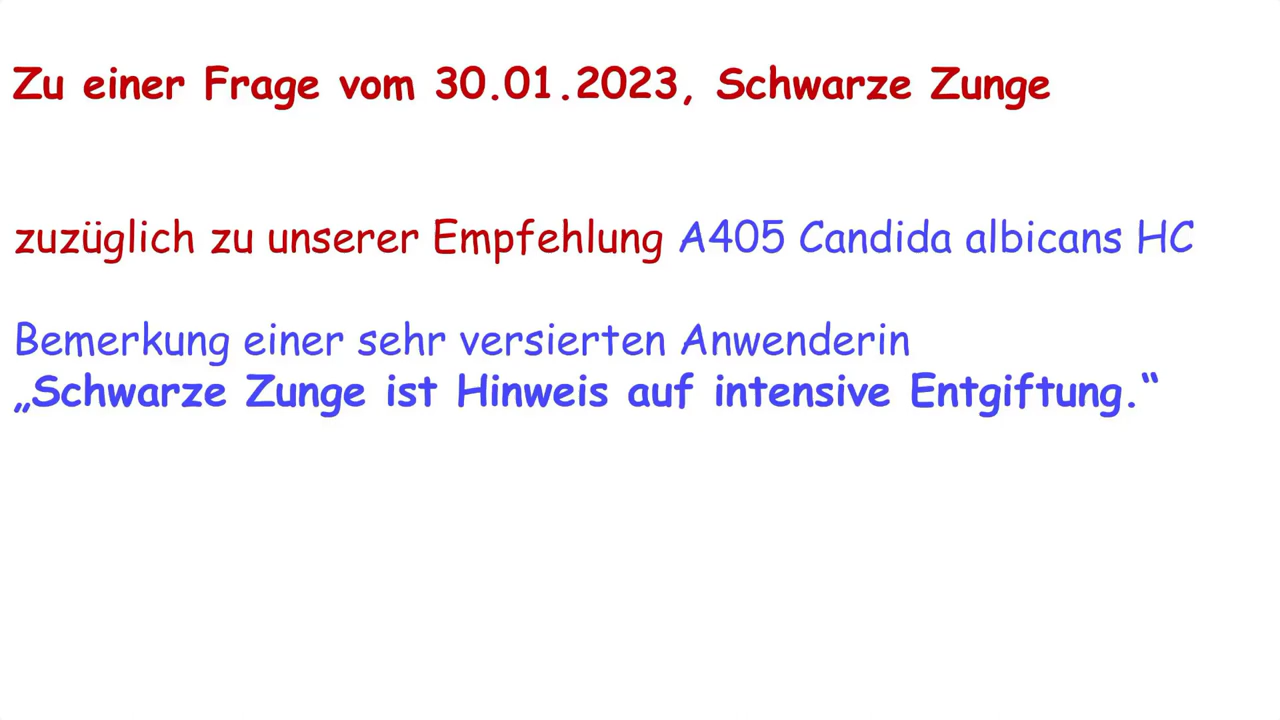 Zu einer Frage vom 30.01.2023, Schwarze Zunge
zuzüglich zu unserer Empfehlung A405 Candida albicans HC
Bemerkung einer sehr versierten Anwenderin
„Schwarze Zunge ist Hinweis auf intensive Entgiftung.“